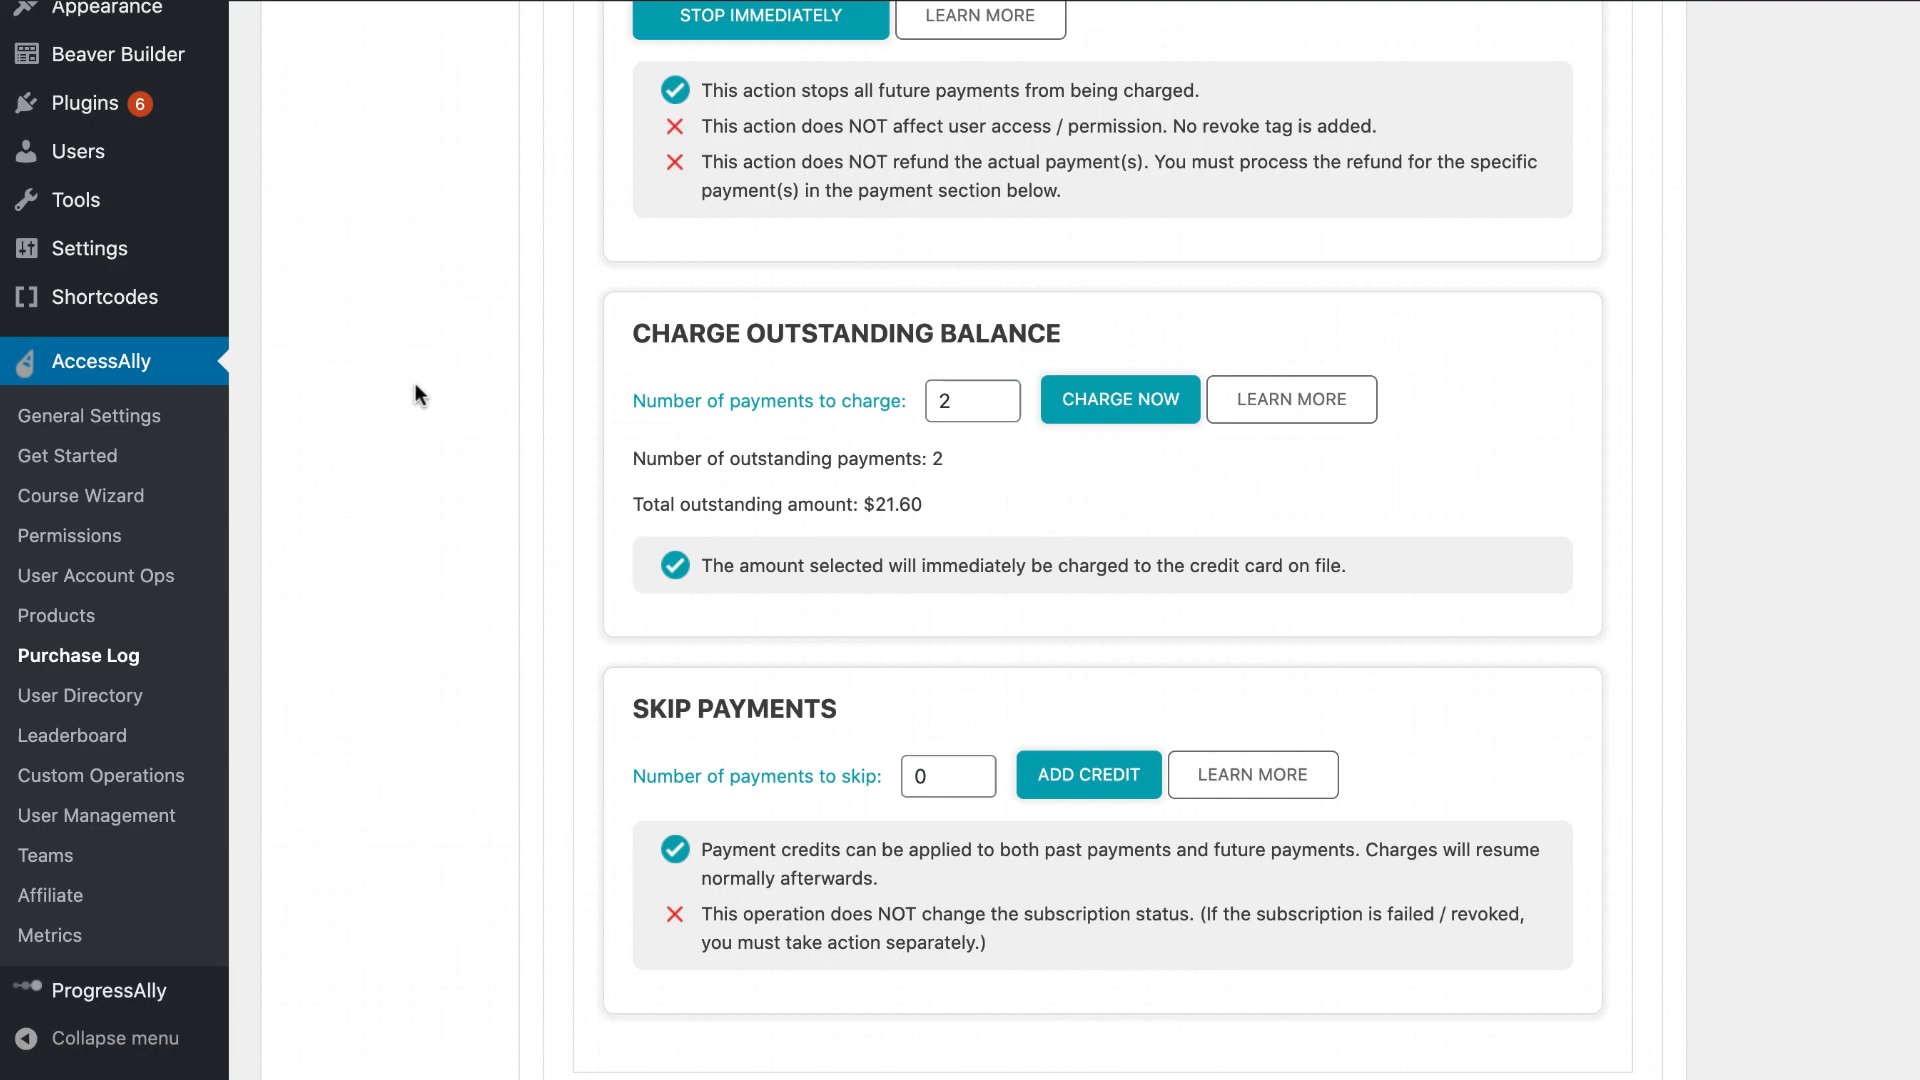 Appearance
Beaver Builder
Plugins 6
Users
Tools
Settings
Shortcodes
AccessAlly
General Settings
Get Started
Course Wizard
Permissions
User Account Ops
Products
Purchase Log
User Directory
Leaderboard
Custom Operations
User Management
Teams
Affiliate
Metrics
ProgressAlly
Collapse menu
STOP IMMEDIATELY LEARN MORE
This action stops all future payments from being charged.
This action does NOT affect user access / permission. No revoke tag is added.
This action does NOT refund the actual payment(s). You must process the refund for the specific
payment(s) in the payment section below.
CHARGE OUTSTANDING BALANCE
Number of payments to charge: 2 CHARGE NOW LEARN MORE
Number of outstanding payments: 2
Total outstanding amount: $21.60
The amount selected will immediately be charged to the credit card on file.
SKIP PAYMENTS
Number of payments to skip: 0 ADD CREDIT LEARN MORE
Payment credits can be applied to both past payments and future payments. Charges will resume
normally afterwards.
This operation does NOT change the subscription status. (If the subscription is failed / revoked,
you must take action separately.)